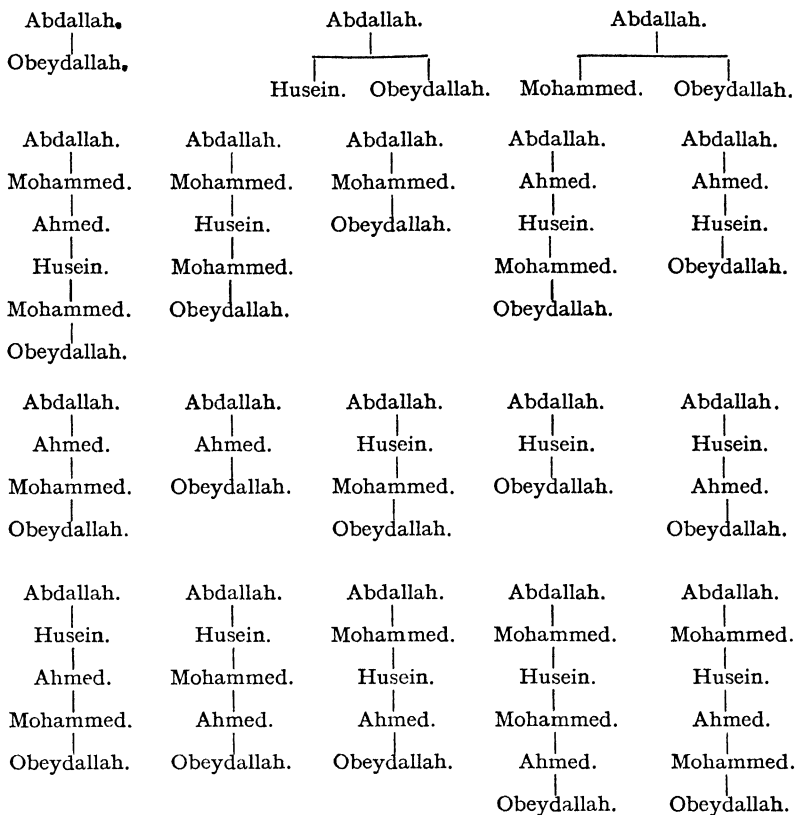 Abdallah. Abdallah. Abdallah.
Obeydallah.
Husein. Obeydallah. Mohammed. Obeydallah.
Abdallah. Abdallah. Abdallah. Abdallah. Abdallah.
Mohammed. Mohammed. Mohammed. Ahmed. Ahmed.
Ahmed. Husein. Obeydallah. Husein. Husein.
Husein. Mohammed. Mohammed. Obeydallah.
Mohammed. Obeydallah. Obeydallah.
Obeydallah.
Abdallah. Abdallah. Abdallah. Abdallah. Abdallah.
Ahmed. Ahmed. Husein. Husein. Husein.
Mohammed. Obeydallah. Mohammed. Obeydallah. Ahmed.
Obeydallah. Obeydallah. Obeydallah.
Abdallah. Abdallah. Abdallah. Abdallah. Abdallah.
Husein. Husein. Mohammed. Mohammed. Mohammed.
Ahmed. Mohammed. Husein. Husein. Husein.
Mohammed. Ahmed. Ahmed. Mohammed. Ahmed.
Obeydallah. Obeydallah. Obeydallah. Ahmed. Mohammed.
Obeydallah. Obeydallah.